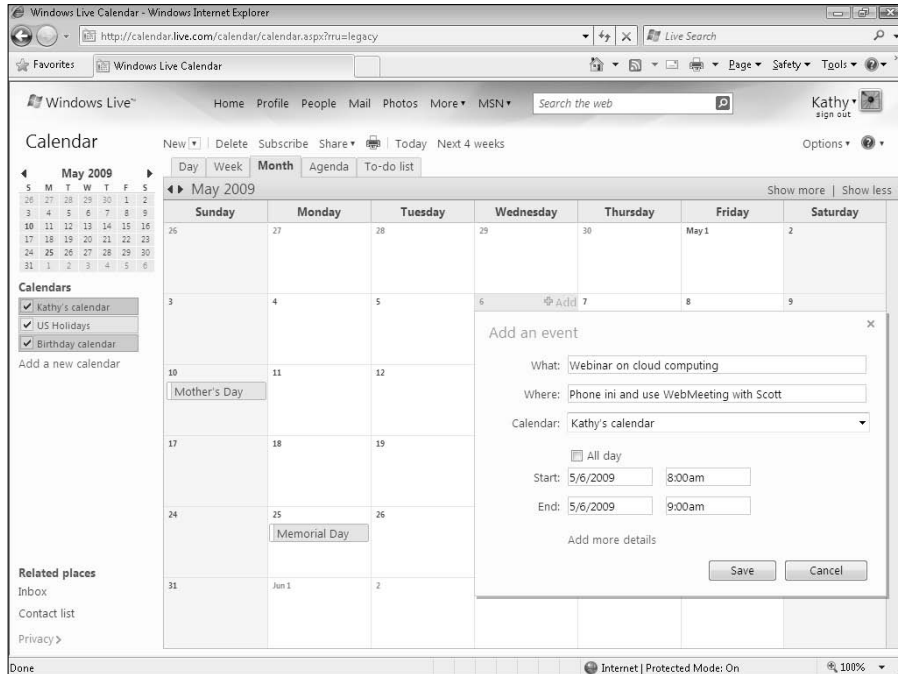 Windows Live Calendar - Windows Internet Explorer
http://calendar.live.com/calendar/calendar.aspx?rru=legacy
Live Search
Favorites
Windows Live Calendar
Page
Safety
Tools
Windows Live™
Home Profile People Mail Photos More MSN
Search the web
Kathy
sign out
Calendar
New | Delete Subscribe Share | Today Next 4 weeks
Options
Day Week Month Agenda To-do list
May 2009
S M T W T F S
26 27 28 29 30 1 2
3 4 5 6 7 8 9
10 11 12 13 14 15 16
17 18 19 20 21 22 23
24 25 26 27 28 29 30
31 1 2 3 4 5 6
Calendars
Kathy's calendar
US Holidays
Birthday calendar
Add a new calendar
Related places
Inbox
Contact list
Privacy
May 2009
Show more | Show less
Sunday Monday Tuesday Wednesday Thursday Friday Saturday
26 27 28 29 30 May 1 2
3 4 5 6 Add 7 8 9
10 11 12
Mother's Day
17 18 19
24 25 26
Memorial Day
31 Jun 1 2
Add an event
What: Webinar on cloud computing
Where: Phone ini and use WebMeeting with Scott
Calendar: Kathy's calendar
All day
Start: 5/6/2009 8:00am
End: 5/6/2009 9:00am
Add more details
Save Cancel
Done
Internet | Protected Mode: On
100%